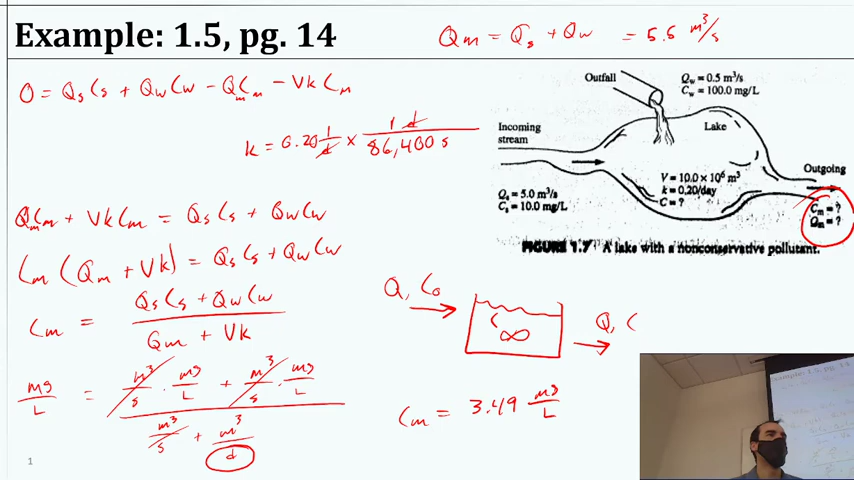 Example: 1.5, pg. 14
Qm = Qs + Qw = 5.5 m³/s
0 = QsCs + QwCw - QmCm - VkCm
k = 0.20 1/d × 1 d / 86,400 s
QmCm + VkCm = QsCs + QwCw
Cm (Qm + Vk) = QsCs + QwCw
Cm = QsCs + QwCw / Qm + Vk
mg/L = m³/s · mg/L + m³/s · mg/L / m³/s + m³/d
1
Outfall
Qw = 0.5 m³/s
Cw = 100.0 mg/L
Incoming
stream
Lake
Outgoing
Qs = 5.0 m³/s
Cs = 10.0 mg/L
V = 10.0 × 10⁶ m³
k = 0.20/day
C = ?
Cm = ?
Qm = ?
FIGURE 1.7 A lake with a nonconservative pollutant.
Q, Co
C
∞
Q, C
Cm = 3.49 mg/L